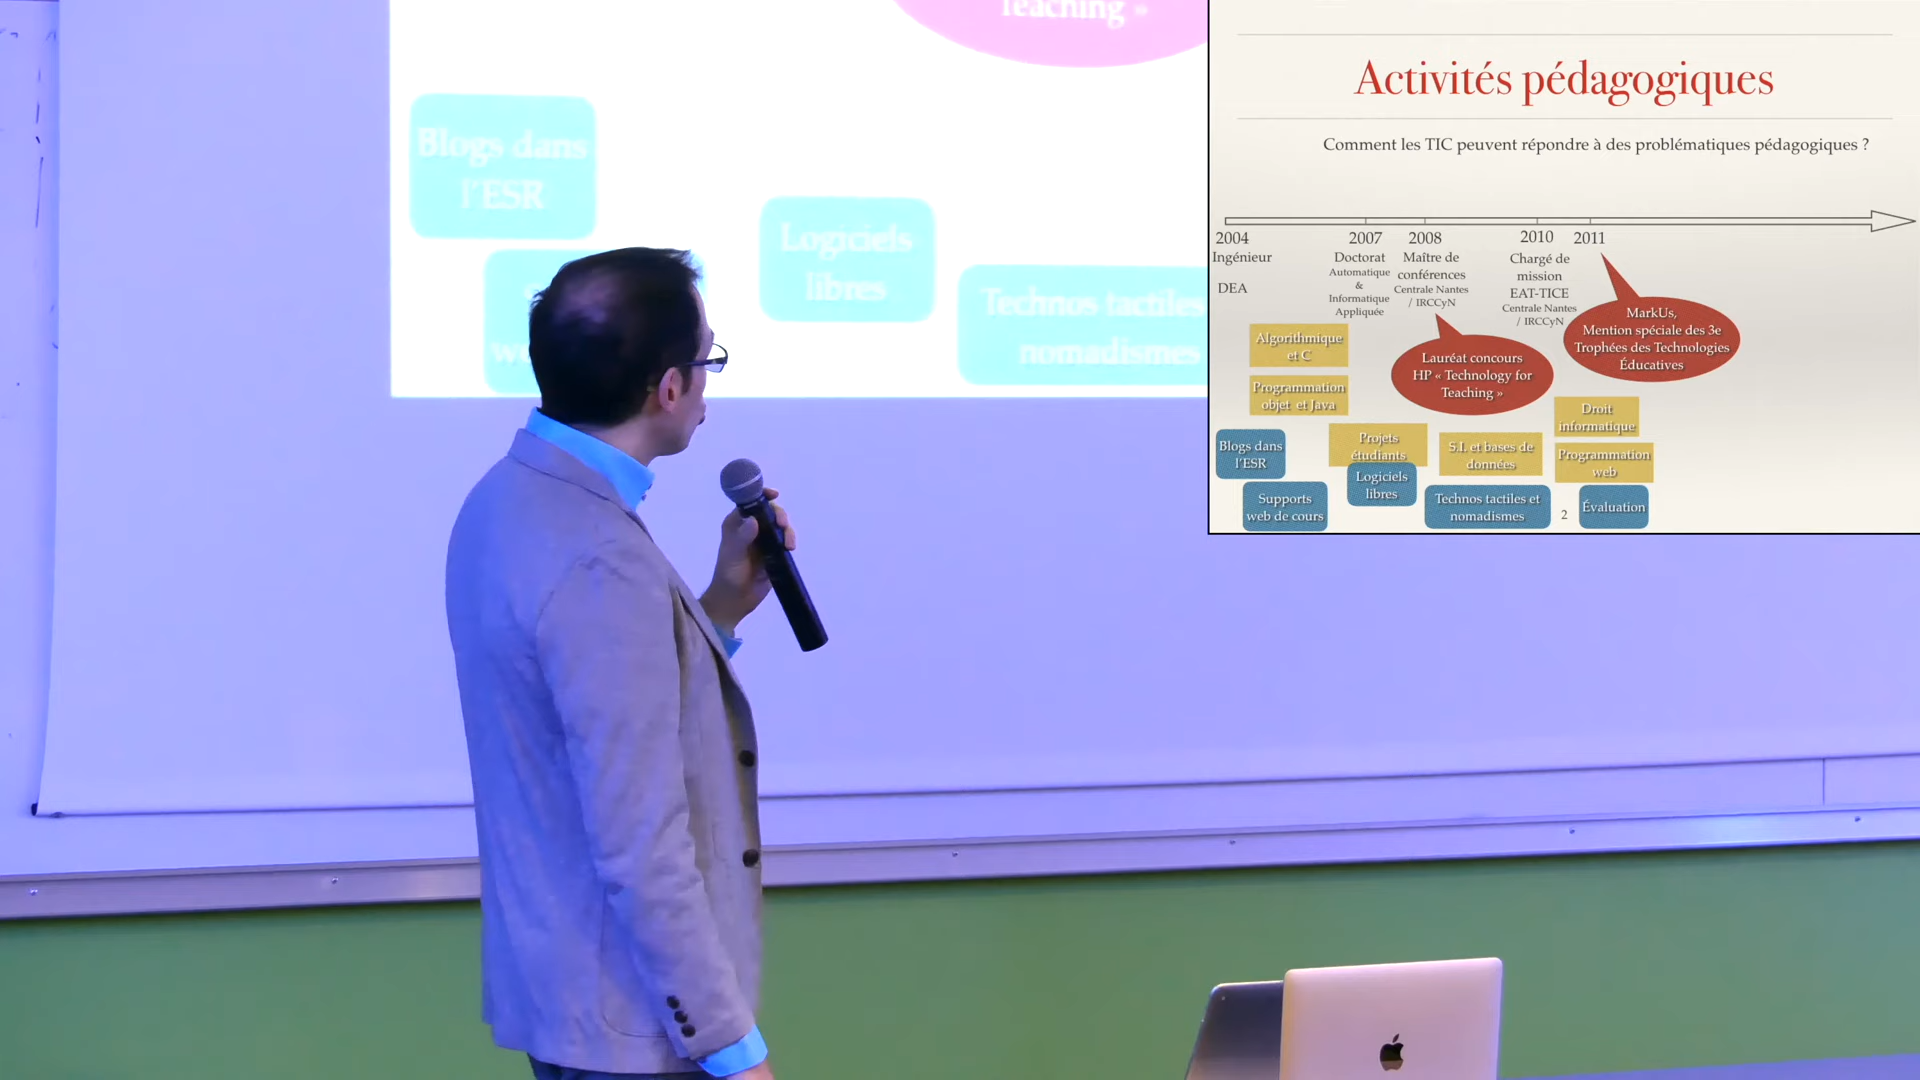 Teaching »
Blogs dans
l'ESR
Logiciels
libres
Technos tactiles
nomadismes
Activités pédagogiques
Comment les TIC peuvent répondre à des problématiques pédagogiques ?
2004
Ingénieur
DEA
2007
Doctorat
Automatique
&
Informatique
Appliquée
2008
Maître de
conférences
Centrale Nantes
/ IRCCyN
2010
Chargé de
mission
EAT-TICE
Centrale Nantes
/ IRCCyN
2011
MarkUs,
Mention spéciale des 3e
Trophées des Technologies
Éducatives
Lauréat concours
HP « Technology for
Teaching »
Algorithmique
et C
Programmation
objet et Java
Projets
étudiants
S.I. et bases de
données
Droit
informatique
Programmation
web
Blogs dans
l'ESR
Supports
web de cours
Logiciels
libres
Technos tactiles et
nomadismes
2
Évaluation